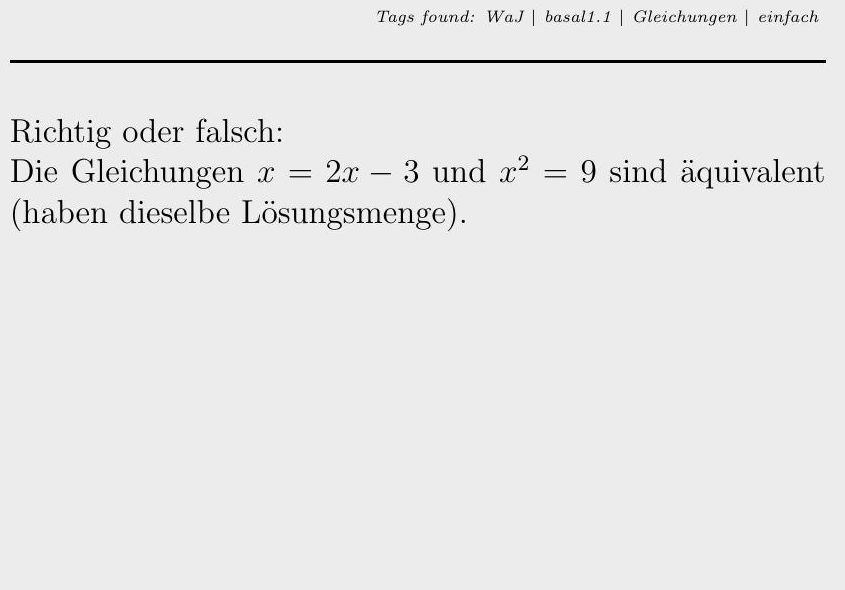 Tags found: WaJ | basal1.1 | Gleichungen | einfach
Richtig oder falsch:
Die Gleichungen x = 2x − 3 und x² = 9 sind äquivalent
(haben dieselbe Lösungsmenge).